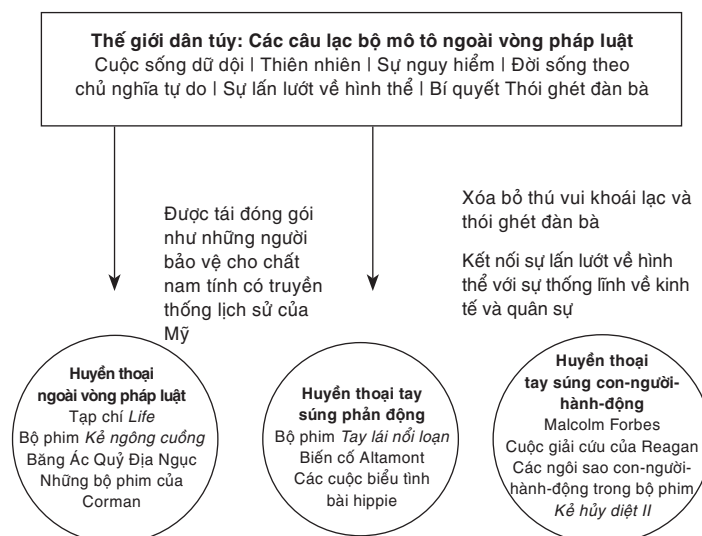 Thế giới dân túy: Các câu lạc bộ mô tô ngoài vòng pháp luật
Cuộc sống dữ dội | Thiên nhiên | Sự nguy hiểm | Đời sống theo
chủ nghĩa tự do | Sự lấn lướt về hình thể | Bí quyết Thói ghét đàn bà
Được tái đóng gói
như những người
bảo vệ cho chất
nam tính có truyền
thống lịch sử của
Mỹ
Xóa bỏ thú vui khoái lạc và
thói ghét đàn bà
Kết nối sự lấn lướt về hình
thể với sự thống lĩnh về kinh
tế và quân sự
Huyền thoại
ngoài vòng pháp luật
Tạp chí Life
Bộ phim Kẻ ngông cuồng
Băng Ác Quỷ Địa Ngục
Những bộ phim của
Corman
Huyền thoại tay
súng phản động
Bộ phim Tay lái nổi loạn
Biến cố Altamont
Các cuộc biểu tình
bài hippie
Huyền thoại
tay súng con-người-
hành-động
Malcolm Forbes
Cuộc giải cứu của Reagan
Các ngôi sao con-người-
hành-động trong bộ phim
Kẻ hủy diệt II